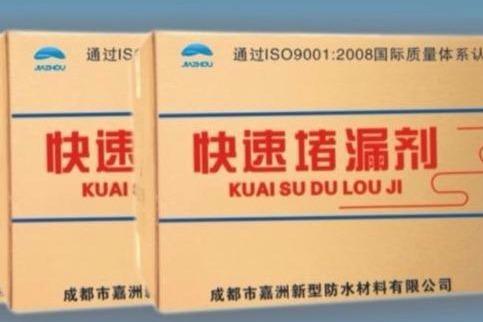 JIAZHOU
通过IS
快速
KUAI S
成都市嘉洲
JIAZHOU
通过ISO9001:2008国际质量体系认
快速堵漏剂
KUAI SU DU LOU JI
成都市嘉洲新型防水材料有限公司